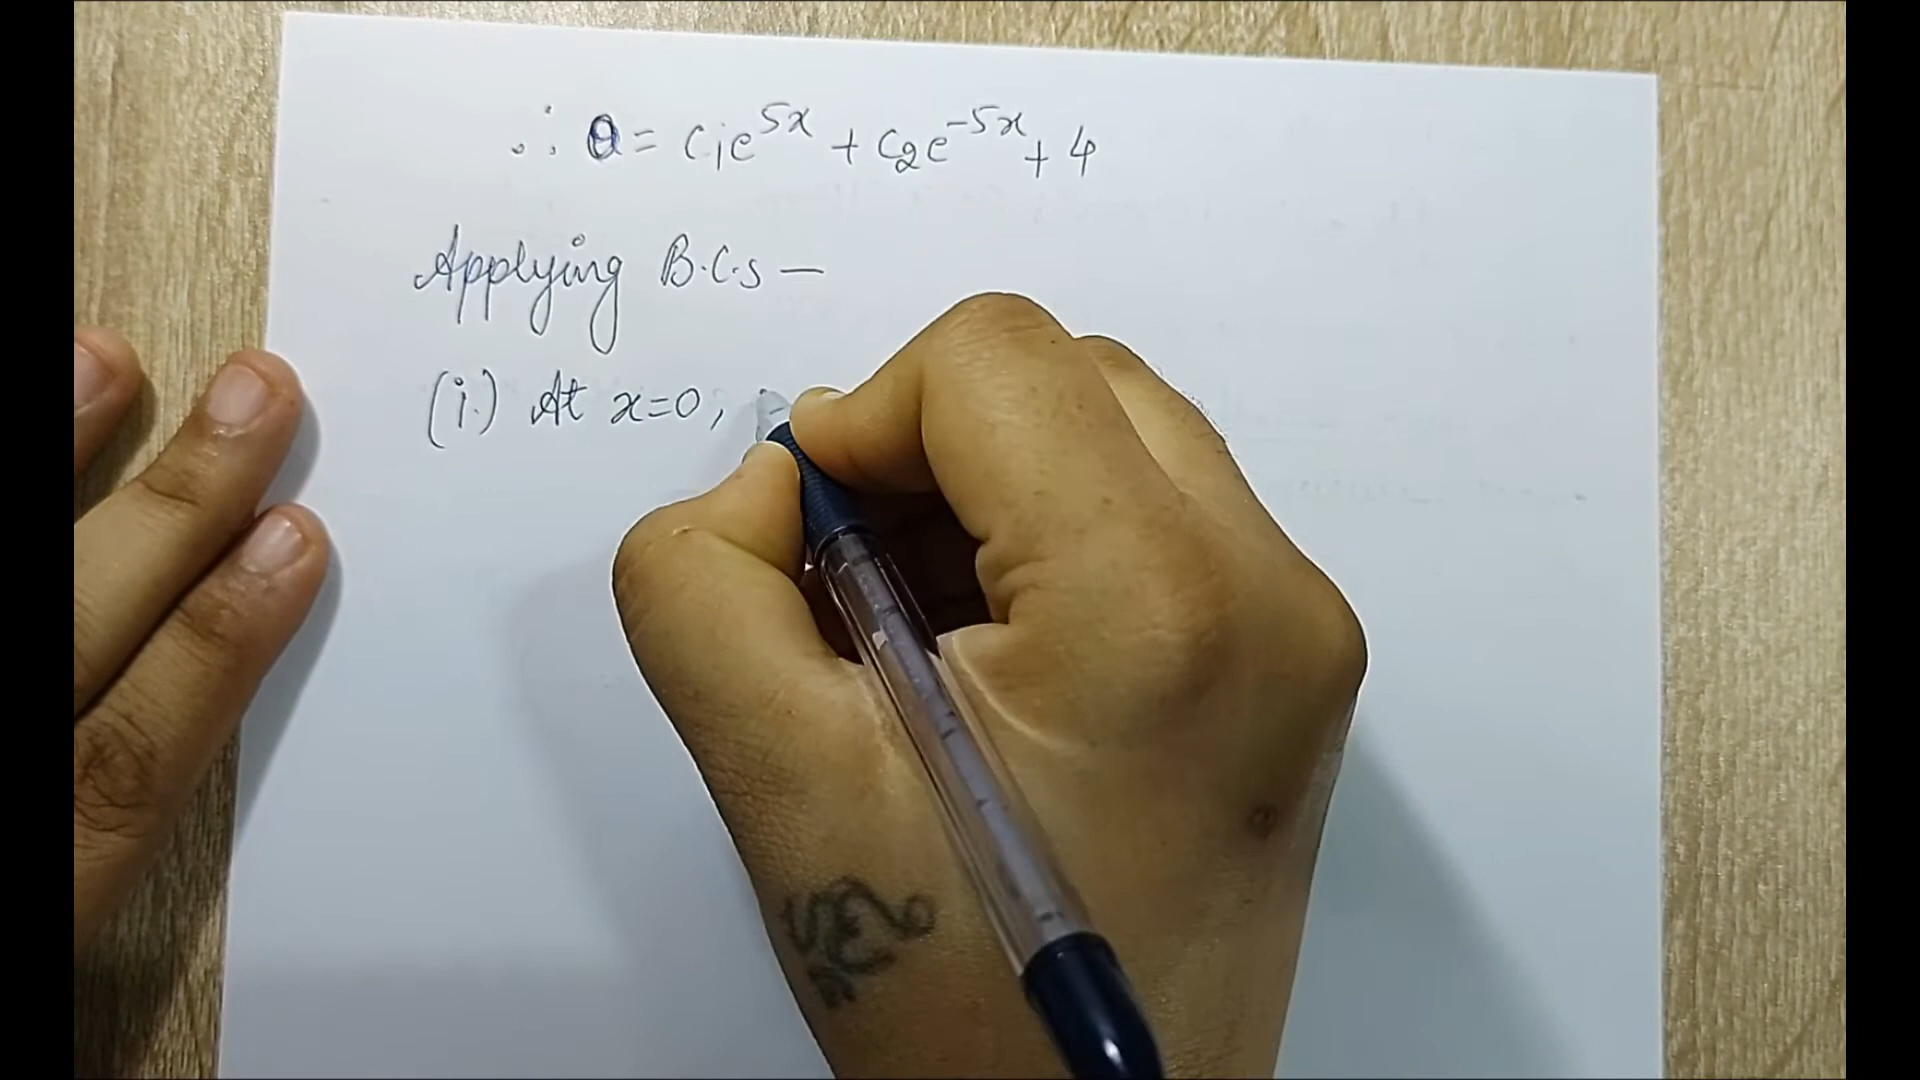 ∴ θ = C₁e^{5x} + C₂e^{-5x} + 4
Applying B.C.s —
(i.) At x=0,